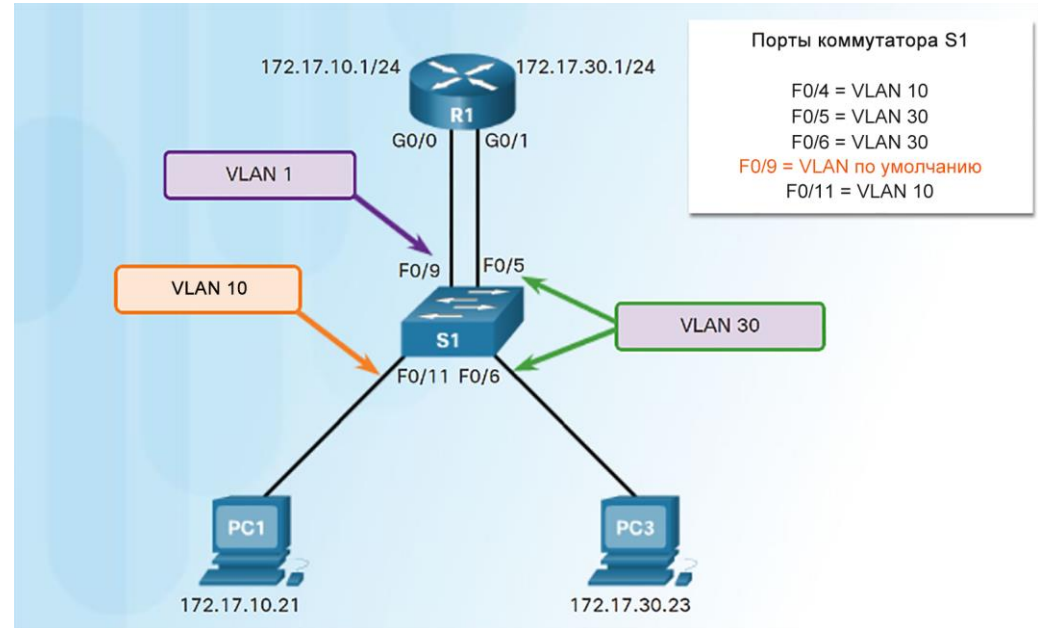 Порты коммутатора S1
F0/4 = VLAN 10
F0/5 = VLAN 30
F0/6 = VLAN 30
F0/9 = VLAN по умолчанию
F0/11 = VLAN 10
172.17.10.1/24
172.17.30.1/24
R1
G0/0
G0/1
VLAN 1
F0/9
F0/5
VLAN 10
VLAN 30
S1
F0/11
F0/6
PC1
PC3
172.17.10.21
172.17.30.23